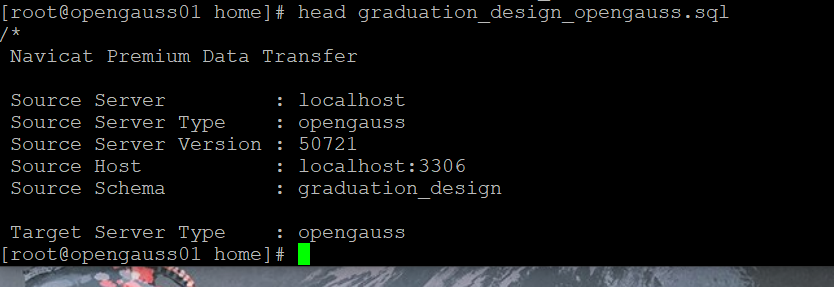 [root@opengauss01 home]# head graduation_design_opengauss.sql
/*
 Navicat Premium Data Transfer

 Source Server         : localhost
 Source Server Type    : opengauss
 Source Server Version : 50721
 Source Host           : localhost:3306
 Source Schema         : graduation_design

 Target Server Type    : opengauss
[root@opengauss01 home]#